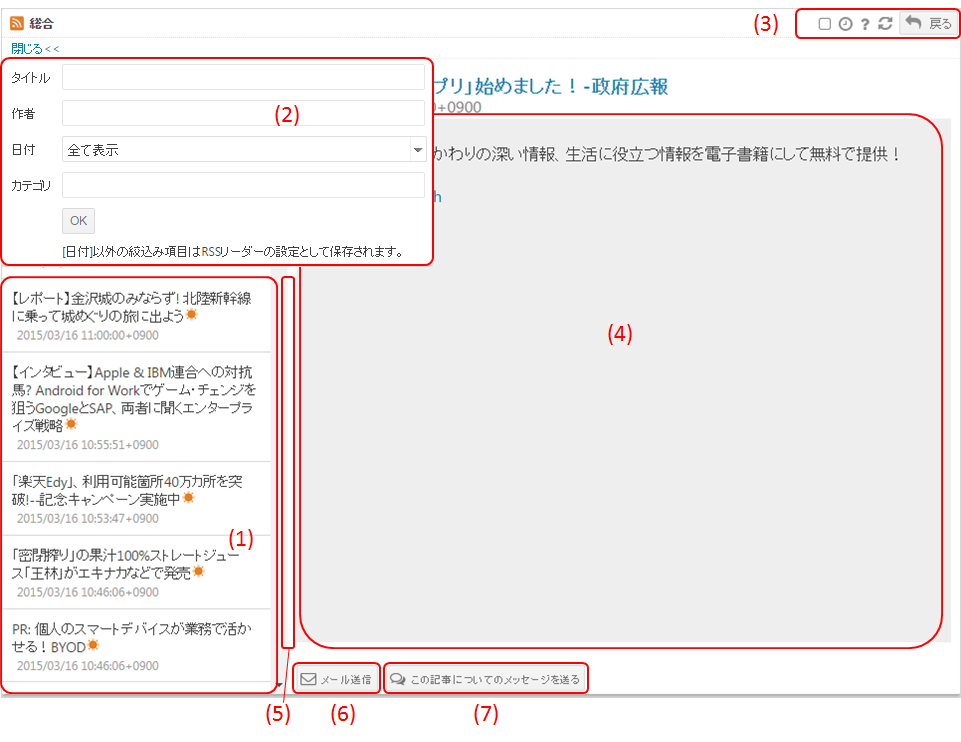 総合
(3)
?
戻る
閉じる<<
タイトル
作者
(2)
日付
全て表示
カテゴリ
OK
[日付]以外の絞込み項目はRSSリーダーの設定として保存されます。
プリ」始めました！-政府広報
0+0900
かわりの深い情報、生活に役立つ情報を電子書籍にして無料で提供！
h
(4)
【レポート】金沢城のみならず! 北陸新幹線
に乗って城めぐりの旅に出よう
2015/03/16 11:00:00+0900
【インタビュー】Apple & IBM連合への対抗
馬? Android for Workでゲーム・チェンジを
狙うGoogleとSAP、両者に聞くエンタープラ
イズ戦略
2015/03/16 10:55:51+0900
「楽天Edy」、利用可能箇所40万カ所を突
破!--記念キャンペーン実施中
2015/03/16 10:53:47+0900
(1)
「密閉搾り」の果汁100%ストレートジュー
ス「王林」がエキナカなどで発売
2015/03/16 10:46:06+0900
PR: 個人のスマートデバイスが業務で活か
せる！BYOD
2015/03/16 10:46:06+0900
メール送信
この記事についてのメッセージを送る
(5)
(6)
(7)